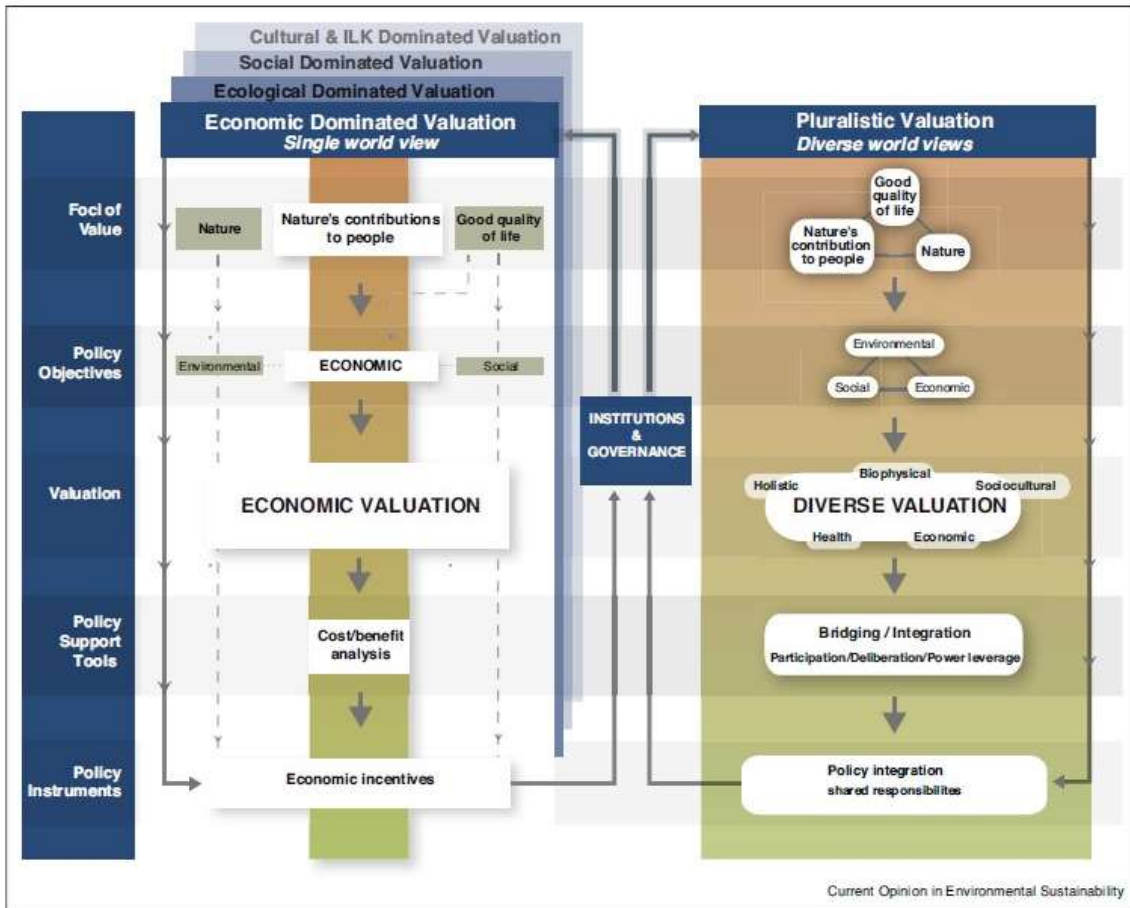 Cultural & ILK Dominated Valuation
Social Dominated Valuation
Ecological Dominated Valuation
Economic Dominated Valuation
Single world view
Pluralistic Valuation
Diverse world views
Foci of
Value
Nature
Nature's contributions
to people
Good quality
of life
Good
quality
of life
Nature's
contribution
to people
Nature
Policy
Objectives
Environmental
ECONOMIC
Social
Environmental
Social
Economic
INSTITUTIONS
&
GOVERNANCE
Valuation
ECONOMIC VALUATION
Holistic
Biophysical
Sociocultural
DIVERSE VALUATION
Health
Economic
Policy
Support
Tools
Cost/benefit
analysis
Bridging / Integration
Participation/Deliberation/Power leverage
Policy
Instruments
Economic incentives
Policy integration
shared responsibilites
Current Opinion in Environmental Sustainability